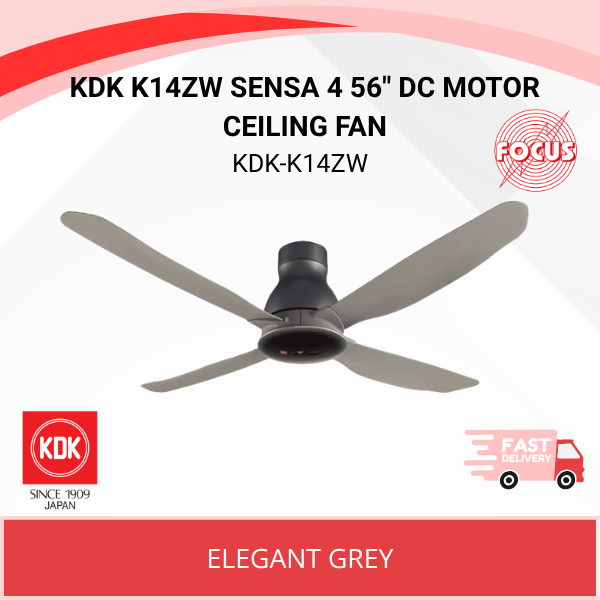 KDK K14ZW SENSA 4 56" DC MOTOR
CEILING FAN
KDK-K14ZW
FOCUS
KDK
SINCE 1909
JAPAN
FAST
DELIVERY
ELEGANT GREY